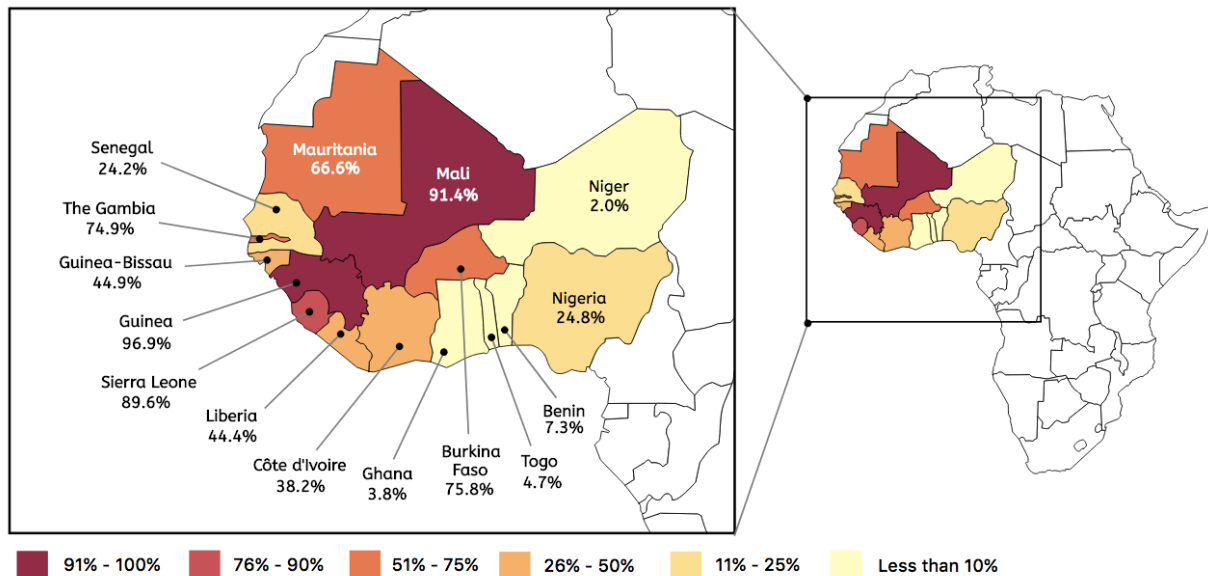 Senegal
24.2%
The Gambia
74.9%
Guinea-Bissau
44.9%
Guinea
96.9%
Sierra Leone
89.6%
Liberia
44.4%
Côte d'Ivoire
38.2%
Ghana
3.8%
Burkina
Faso
75.8%
Togo
4.7%
Benin
7.3%
Mauritania
66.6%
Mali
91.4%
Niger
2.0%
Nigeria
24.8%
91% - 100%
76% - 90%
51% - 75%
26% - 50%
11% - 25%
Less than 10%